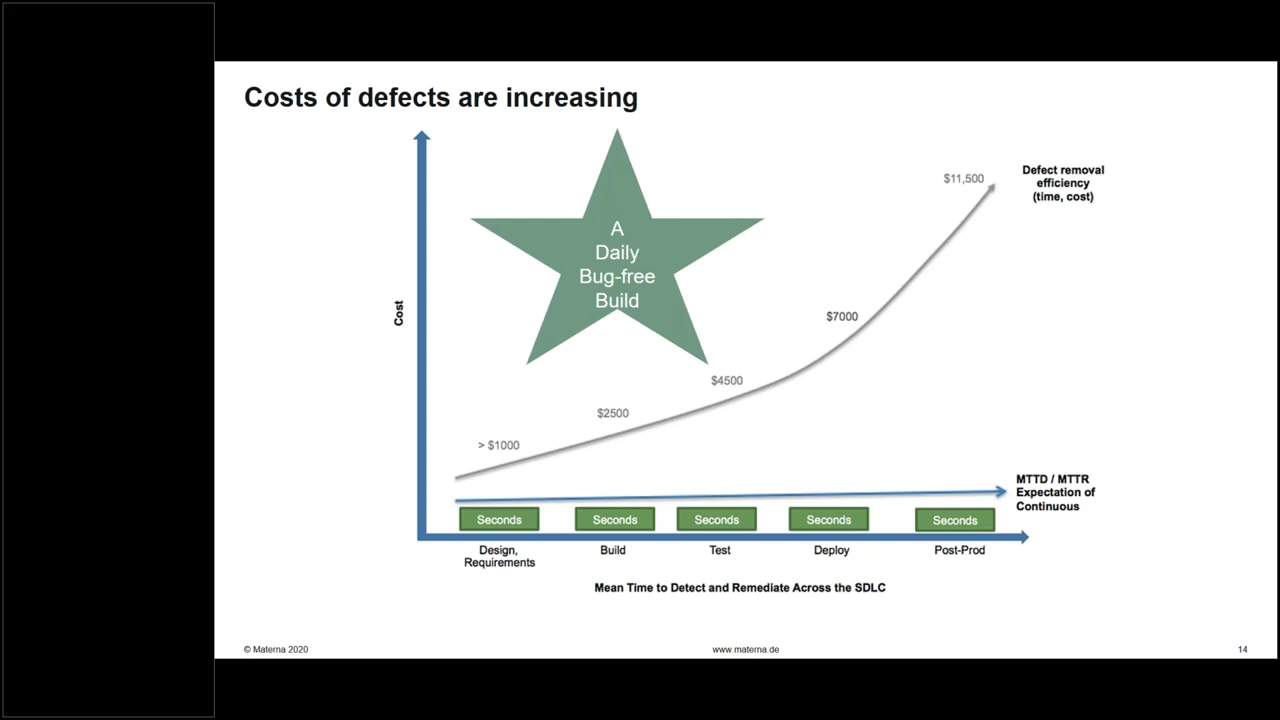 Costs of defects are increasing
A
Daily
Bug-free
Build
$11,500
Defect removal
efficiency
(time, cost)
Cost
$7000
$4500
$2500
> $1000
MTTD / MTTR
Expectation of
Continuous
Seconds
Seconds
Seconds
Seconds
Seconds
Design,
Requirements
Build
Test
Deploy
Post-Prod
Mean Time to Detect and Remediate Across the SDLC
© Materna 2020
www.materna.de
14